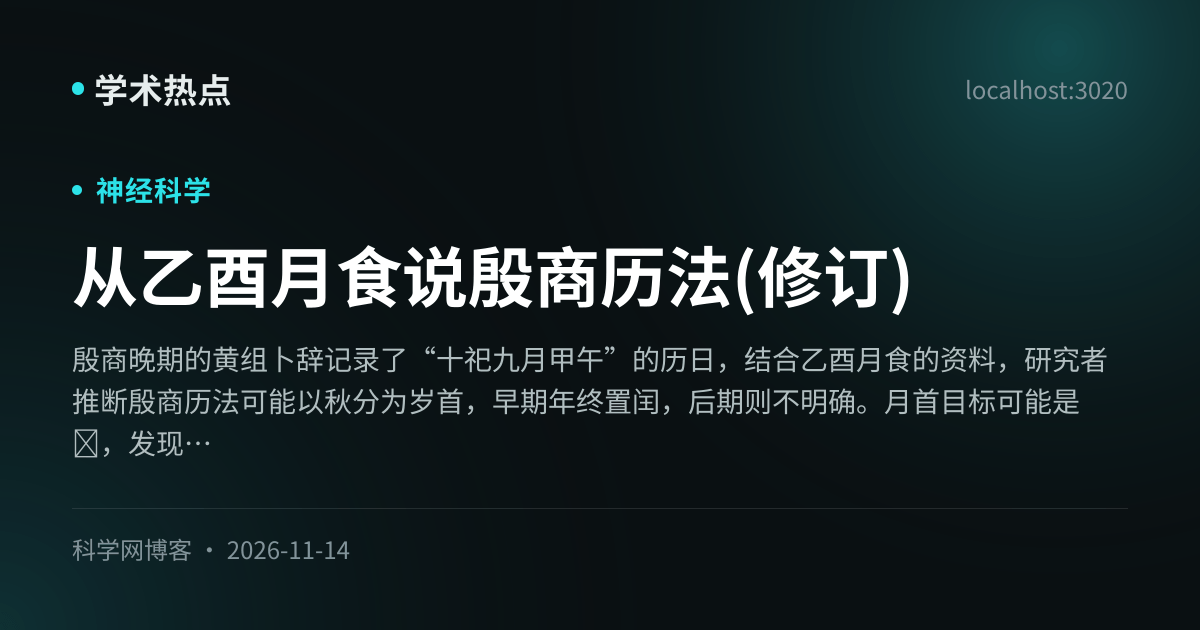 学术热点
localhost:3020
神经科学
从乙酉月食说殷商历法(修订)
殷商晚期的黄组卜辞记录了“十祀九月甲午”的历日，结合乙酉月食的资料，研究者
推断殷商历法可能以秋分为岁首，早期年终置闰，后期则不明确。月首目标可能是
，发现…
科学网博客 • 2026-11-14